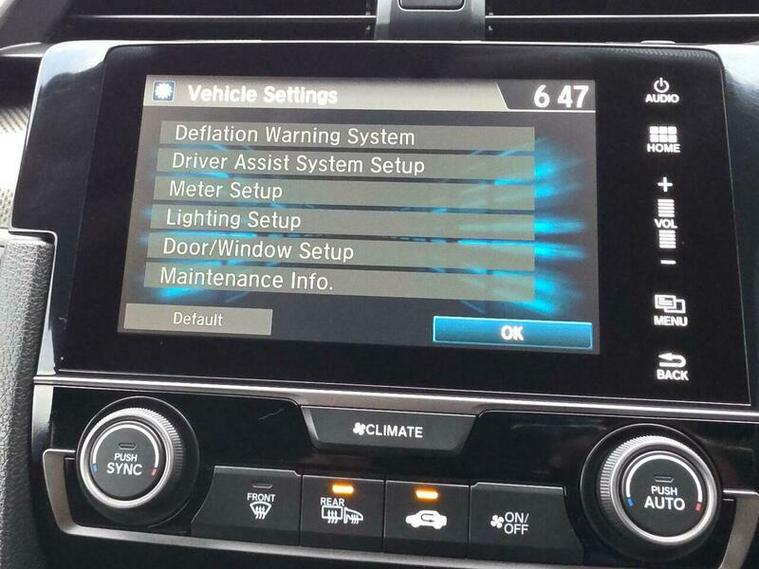 Vehicle Settings
6 47
Deflation Warning System
Driver Assist System Setup
Meter Setup
Lighting Setup
Door/Window Setup
Maintenance Info.
Default
OK
AUDIO
HOME
+
VOL
−
MENU
BACK
CLIMATE
PUSH
SYNC
FRONT
REAR
ON/
OFF
PUSH
AUTO